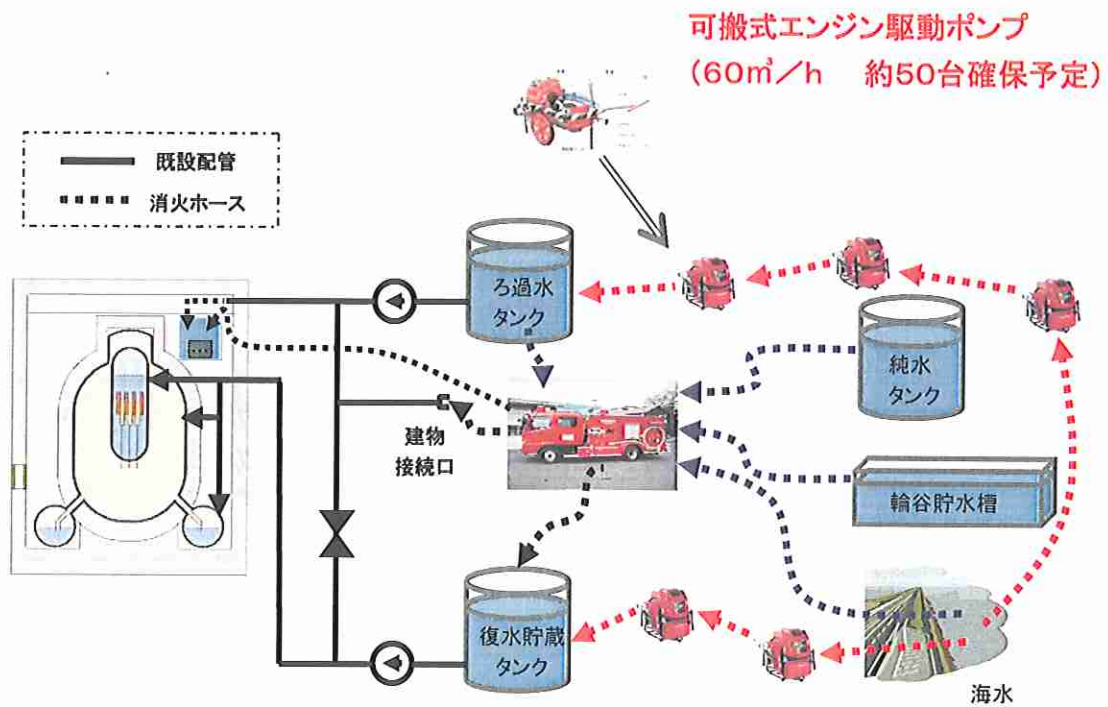 可搬式エンジン駆動ポンプ
(60㎥/h　約50台確保予定)
既設配管
消火ホース
ろ過水
タンク
純水
タンク
建物
接続口
輪谷貯水槽
復水貯蔵
タンク
海水